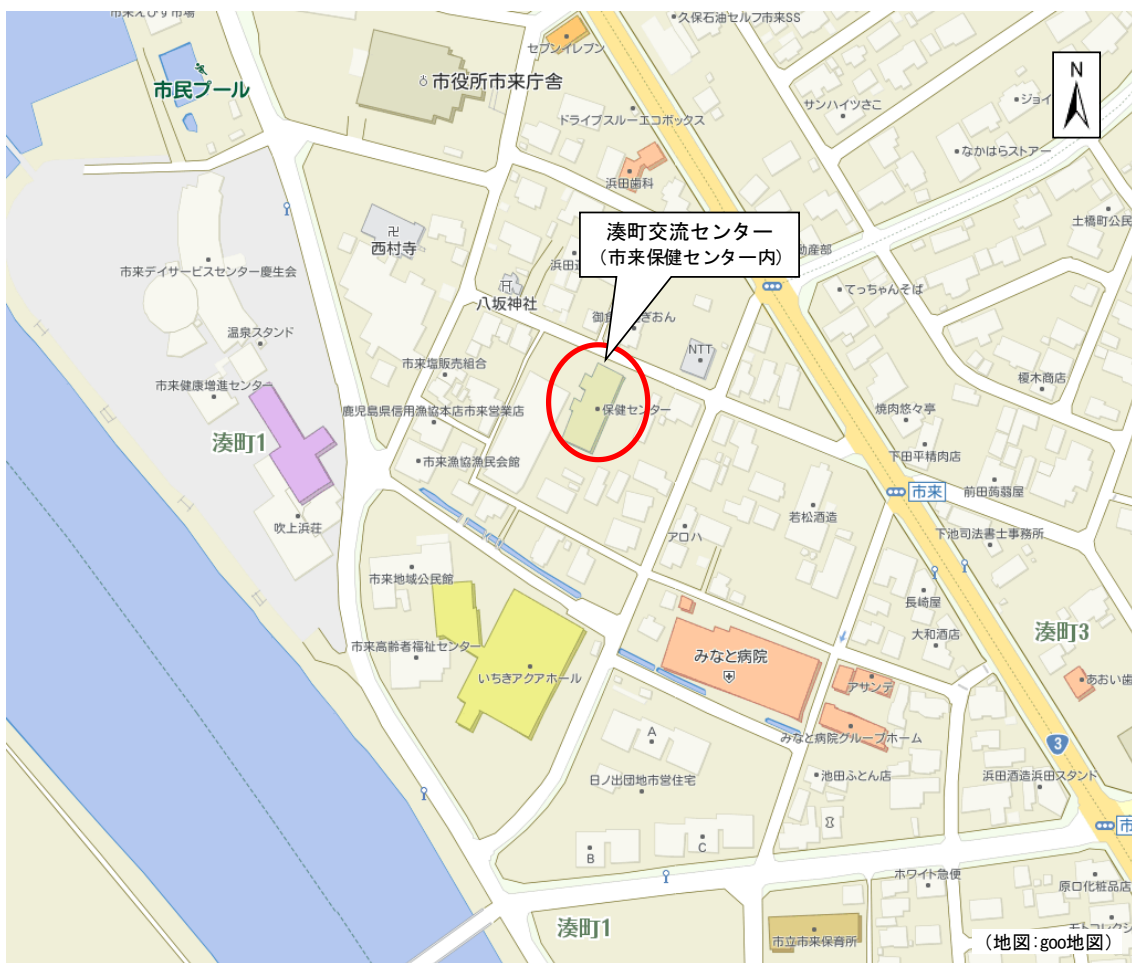 市来えびす市場
久保石油セルフ市来SS
セブンイレブン
N
市民プール
市役所市来庁舎
サンハイツさこ
ジョイ
ドライブスルーエコボックス
なかはらストアー
浜田歯科
土橋町公民
湊町交流センター
（市来保健センター内）
卍
西村寺
動産部
市来デイサービスセンター慶生会
てっちゃんそば
八坂神社
温泉スタンド
NTT
市来塩販売組合
市来健康増進センター
榎木商店
鹿児島県信用漁協本店市来営業店
保健センター
焼肉悠々亭
湊町1
下田平精肉店
市来漁協漁民会館
市来
前田蒟蒻屋
吹上浜荘
若松酒造
アロハ
下池司法書士事務所
市来地域公民館
長崎屋
湊町3
大和酒店
市来高齢者福祉センター
みなと病院
いちきアクアホール
アサンテ
あおい歯
A
みなと病院グループホーム
3
日ノ出団地市営住宅
池田ふとん店
浜田酒造浜田スタンド
市
B
C
ホワイト急便
原口化粧品店
湊町1
市立市来保育所
モトコレクシ
（地図:goo地図）